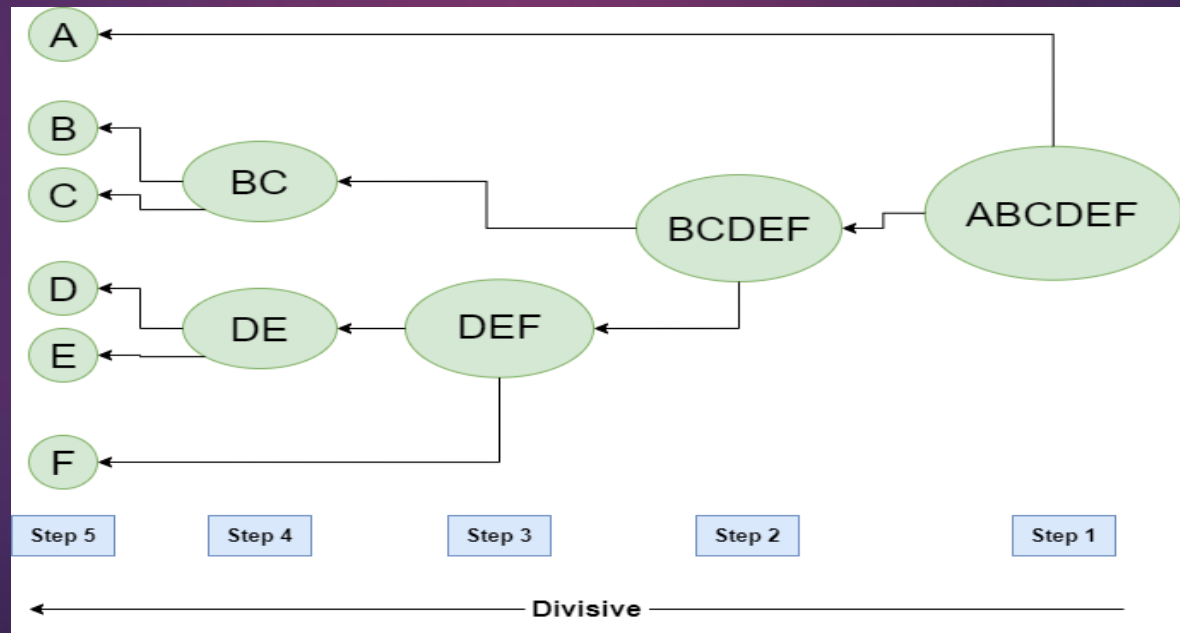 A
B
C
BC
BCDEF
ABCDEF
D
E
DE
DEF
F
Step 5
Step 4
Step 3
Step 2
Step 1
Divisive